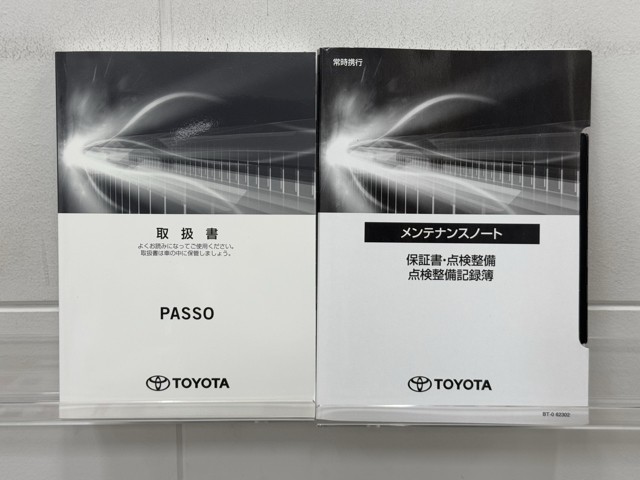 取扱書
よくお読みになってご使用ください。
取扱書は車の中に保管しましょう。
PASSO
TOYOTA
常時携行
メンテナンスノート
保証書・点検整備
点検整備記録簿
TOYOTA
BT-G 62302